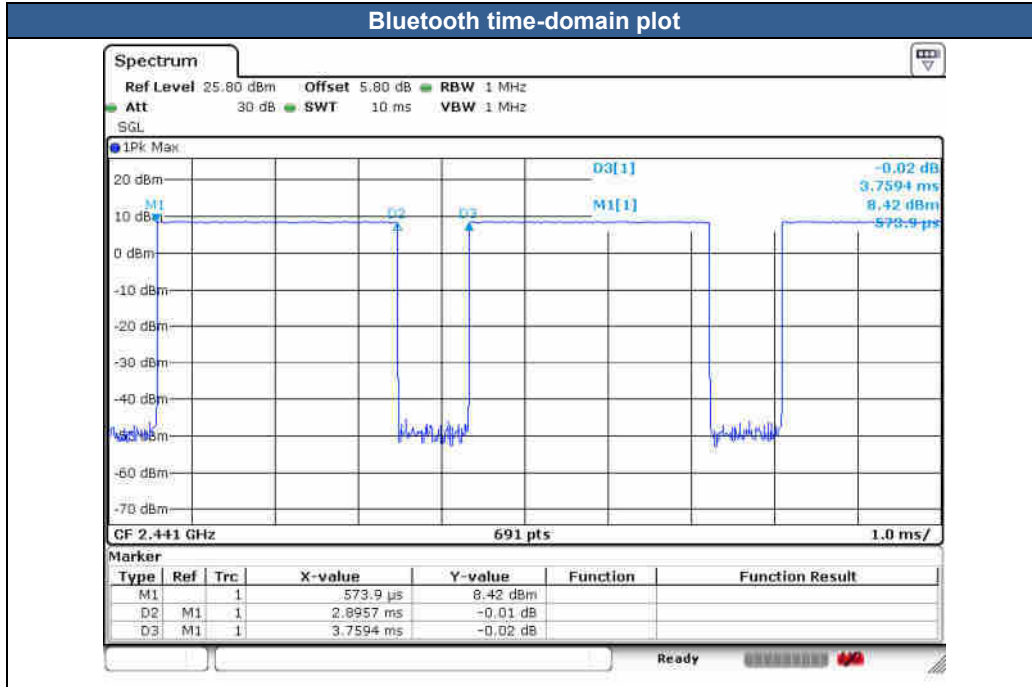 Bluetooth time-domain plot
Spectrum
Ref Level 25.80 dBm Offset 5.80 dB RBW 1 MHz
Att 30 dB SWT 10 ms VBW 1 MHz
SGL
1Pk Max
D3[1] -0.02 dB
3.7594 ms
M1[1] 8.42 dBm
573.9 µs
20 dBm
M1
D2
D3
10 dBm
0 dBm
-10 dBm
-20 dBm
-30 dBm
-40 dBm
-60 dBm
-70 dBm
CF 2.441 GHz 691 pts 1.0 ms/
Marker
Type Ref Trc X-value Y-value Function Function Result
M1 1 573.9 µs 8.42 dBm
D2 M1 1 2.8957 ms -0.01 dB
D3 M1 1 3.7594 ms -0.02 dB
Ready